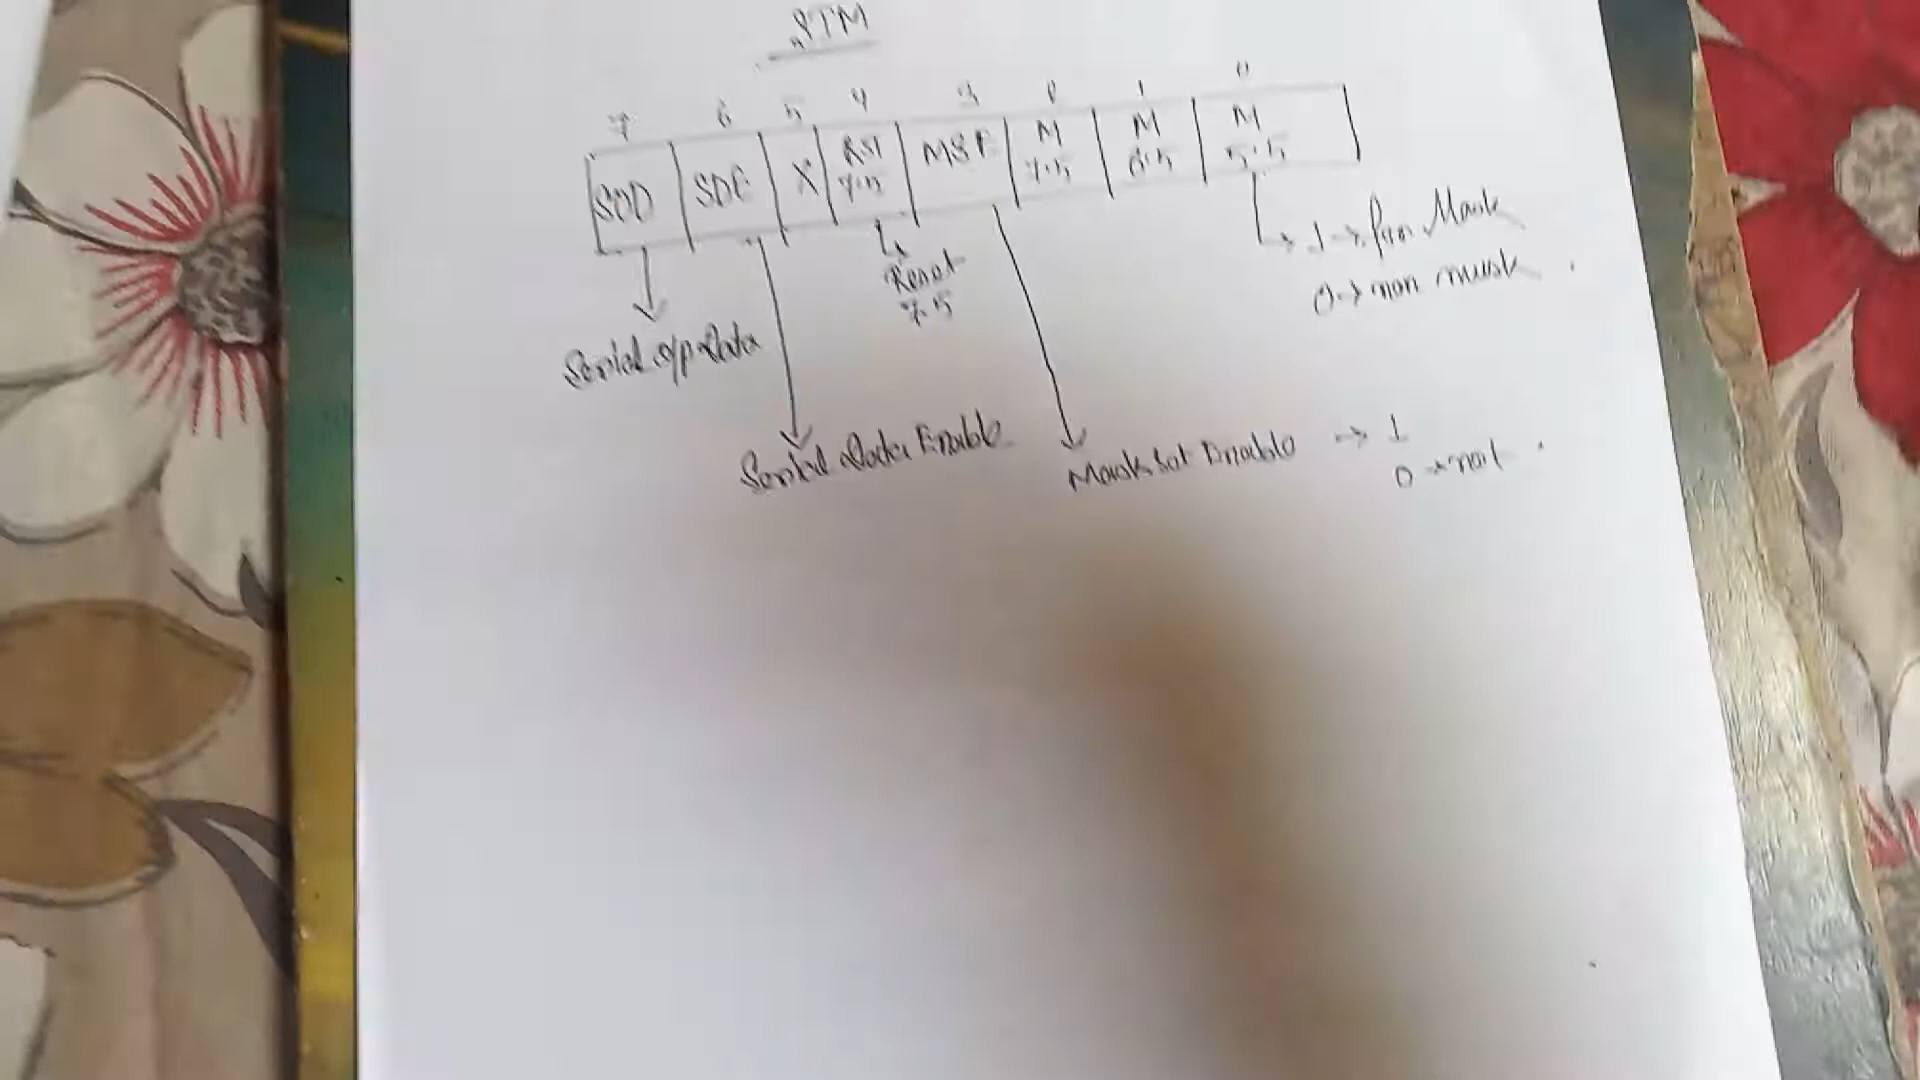 SIM
7 6 5 4 3 2 1 0
SOD SDE X RST 7.5 MSE M 7.5 M 6.5 M 5.5
1 → for Mask
0 → non mask.
Reset
7.5
Serial o/p data
Serial data Enable
Mask Set Enable → 1
0 → not.